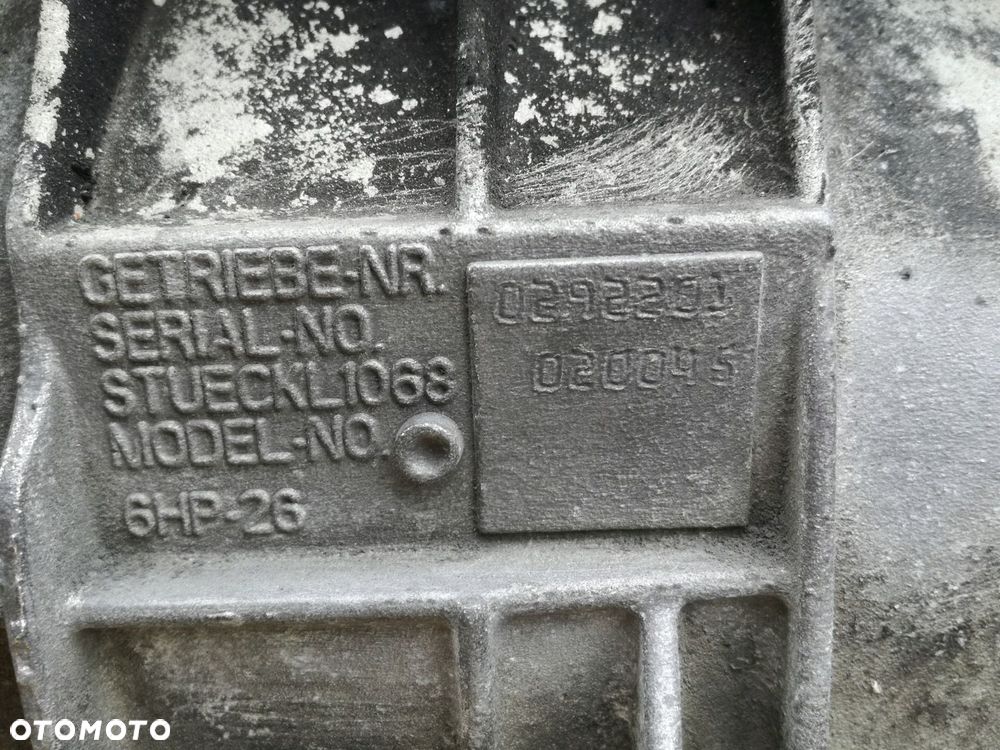 GETRIEBE-NR.
SERIAL-NO.
STUECKL1068
MODEL-NO.
6HP-26
0292201
020045
OTOMOTO